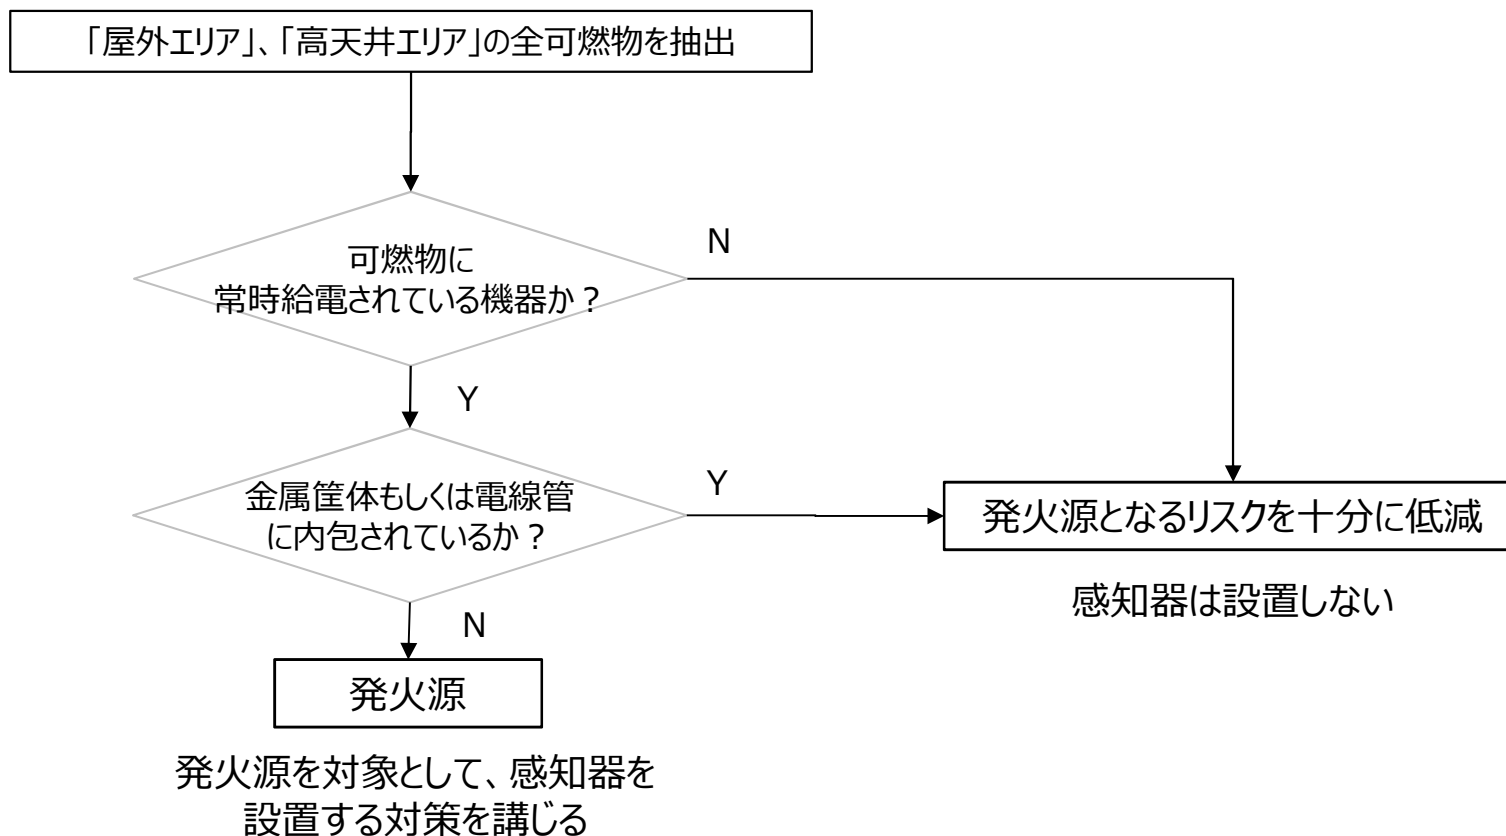 「屋外エリア」、「高天井エリア」の全可燃物を抽出
可燃物に
常時給電されている機器か？
N
Y
金属筐体もしくは電線管
に内包されているか？
Y
発火源となるリスクを十分に低減
感知器は設置しない
N
発火源
発火源を対象として、感知器を
設置する対策を講じる